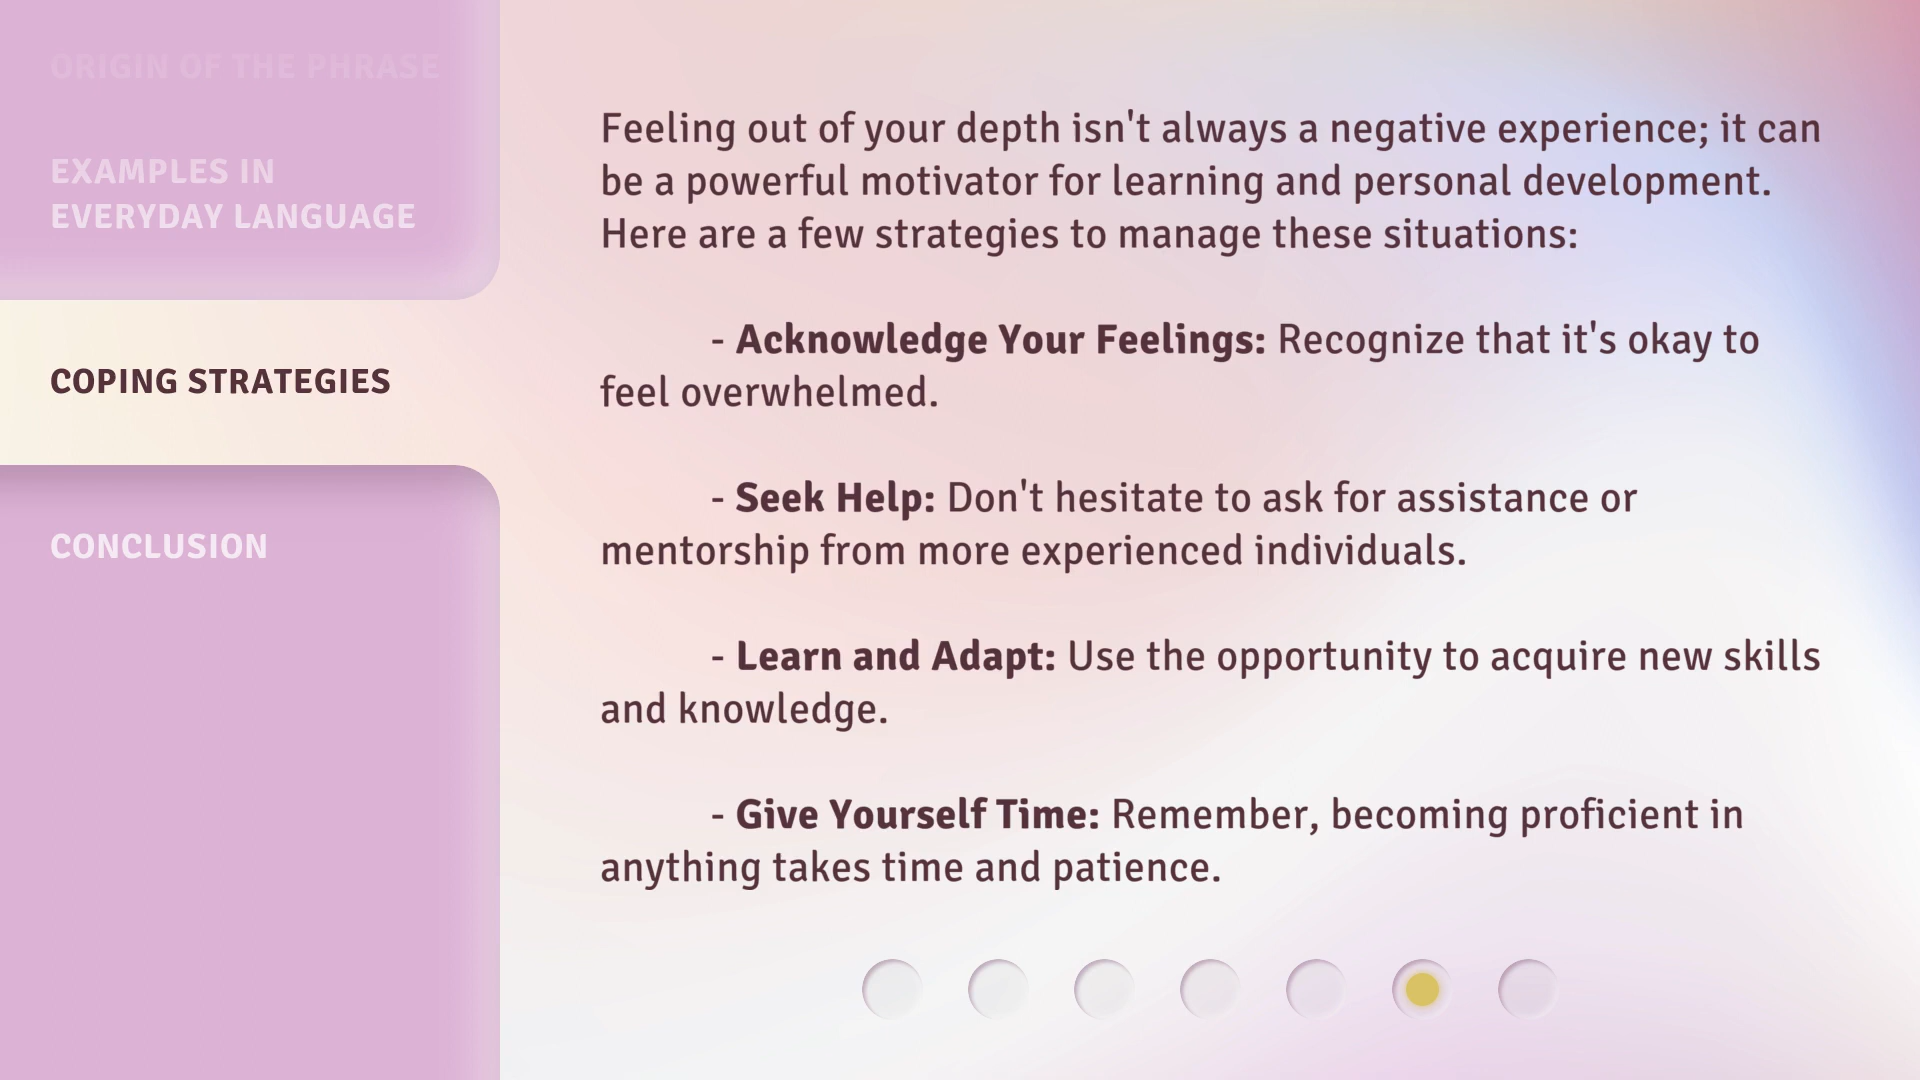 ORIGIN OF THE PHRASE
EXAMPLES IN
EVERYDAY LANGUAGE
COPING STRATEGIES
CONCLUSION
Feeling out of your depth isn't always a negative experience; it can
be a powerful motivator for learning and personal development.
Here are a few strategies to manage these situations:
- Acknowledge Your Feelings: Recognize that it's okay to
feel overwhelmed.
- Seek Help: Don't hesitate to ask for assistance or
mentorship from more experienced individuals.
- Learn and Adapt: Use the opportunity to acquire new skills
and knowledge.
- Give Yourself Time: Remember, becoming proficient in
anything takes time and patience.